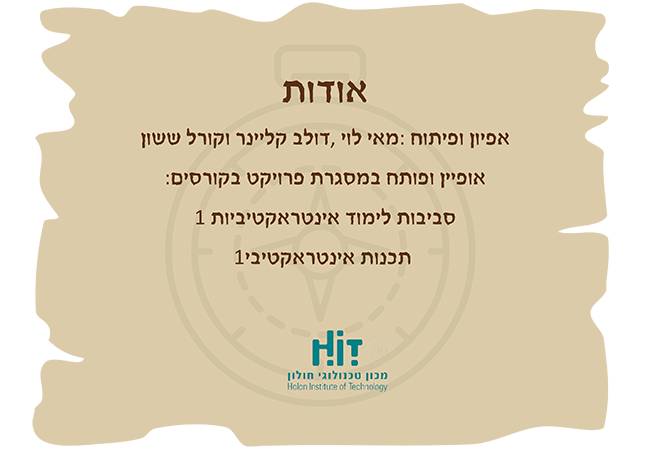 אודות
אפיון ופיתוח: מאי לוי, דולב קליינר וקורל ששון
אופיין ופותח במסגרת פרויקט בקורסים:
סביבות לימוד אינטראקטיביות 1
תכנות אינטראקטיבי1
HiT
מכון טכנולוגי חולון
Holon Institute of Technology